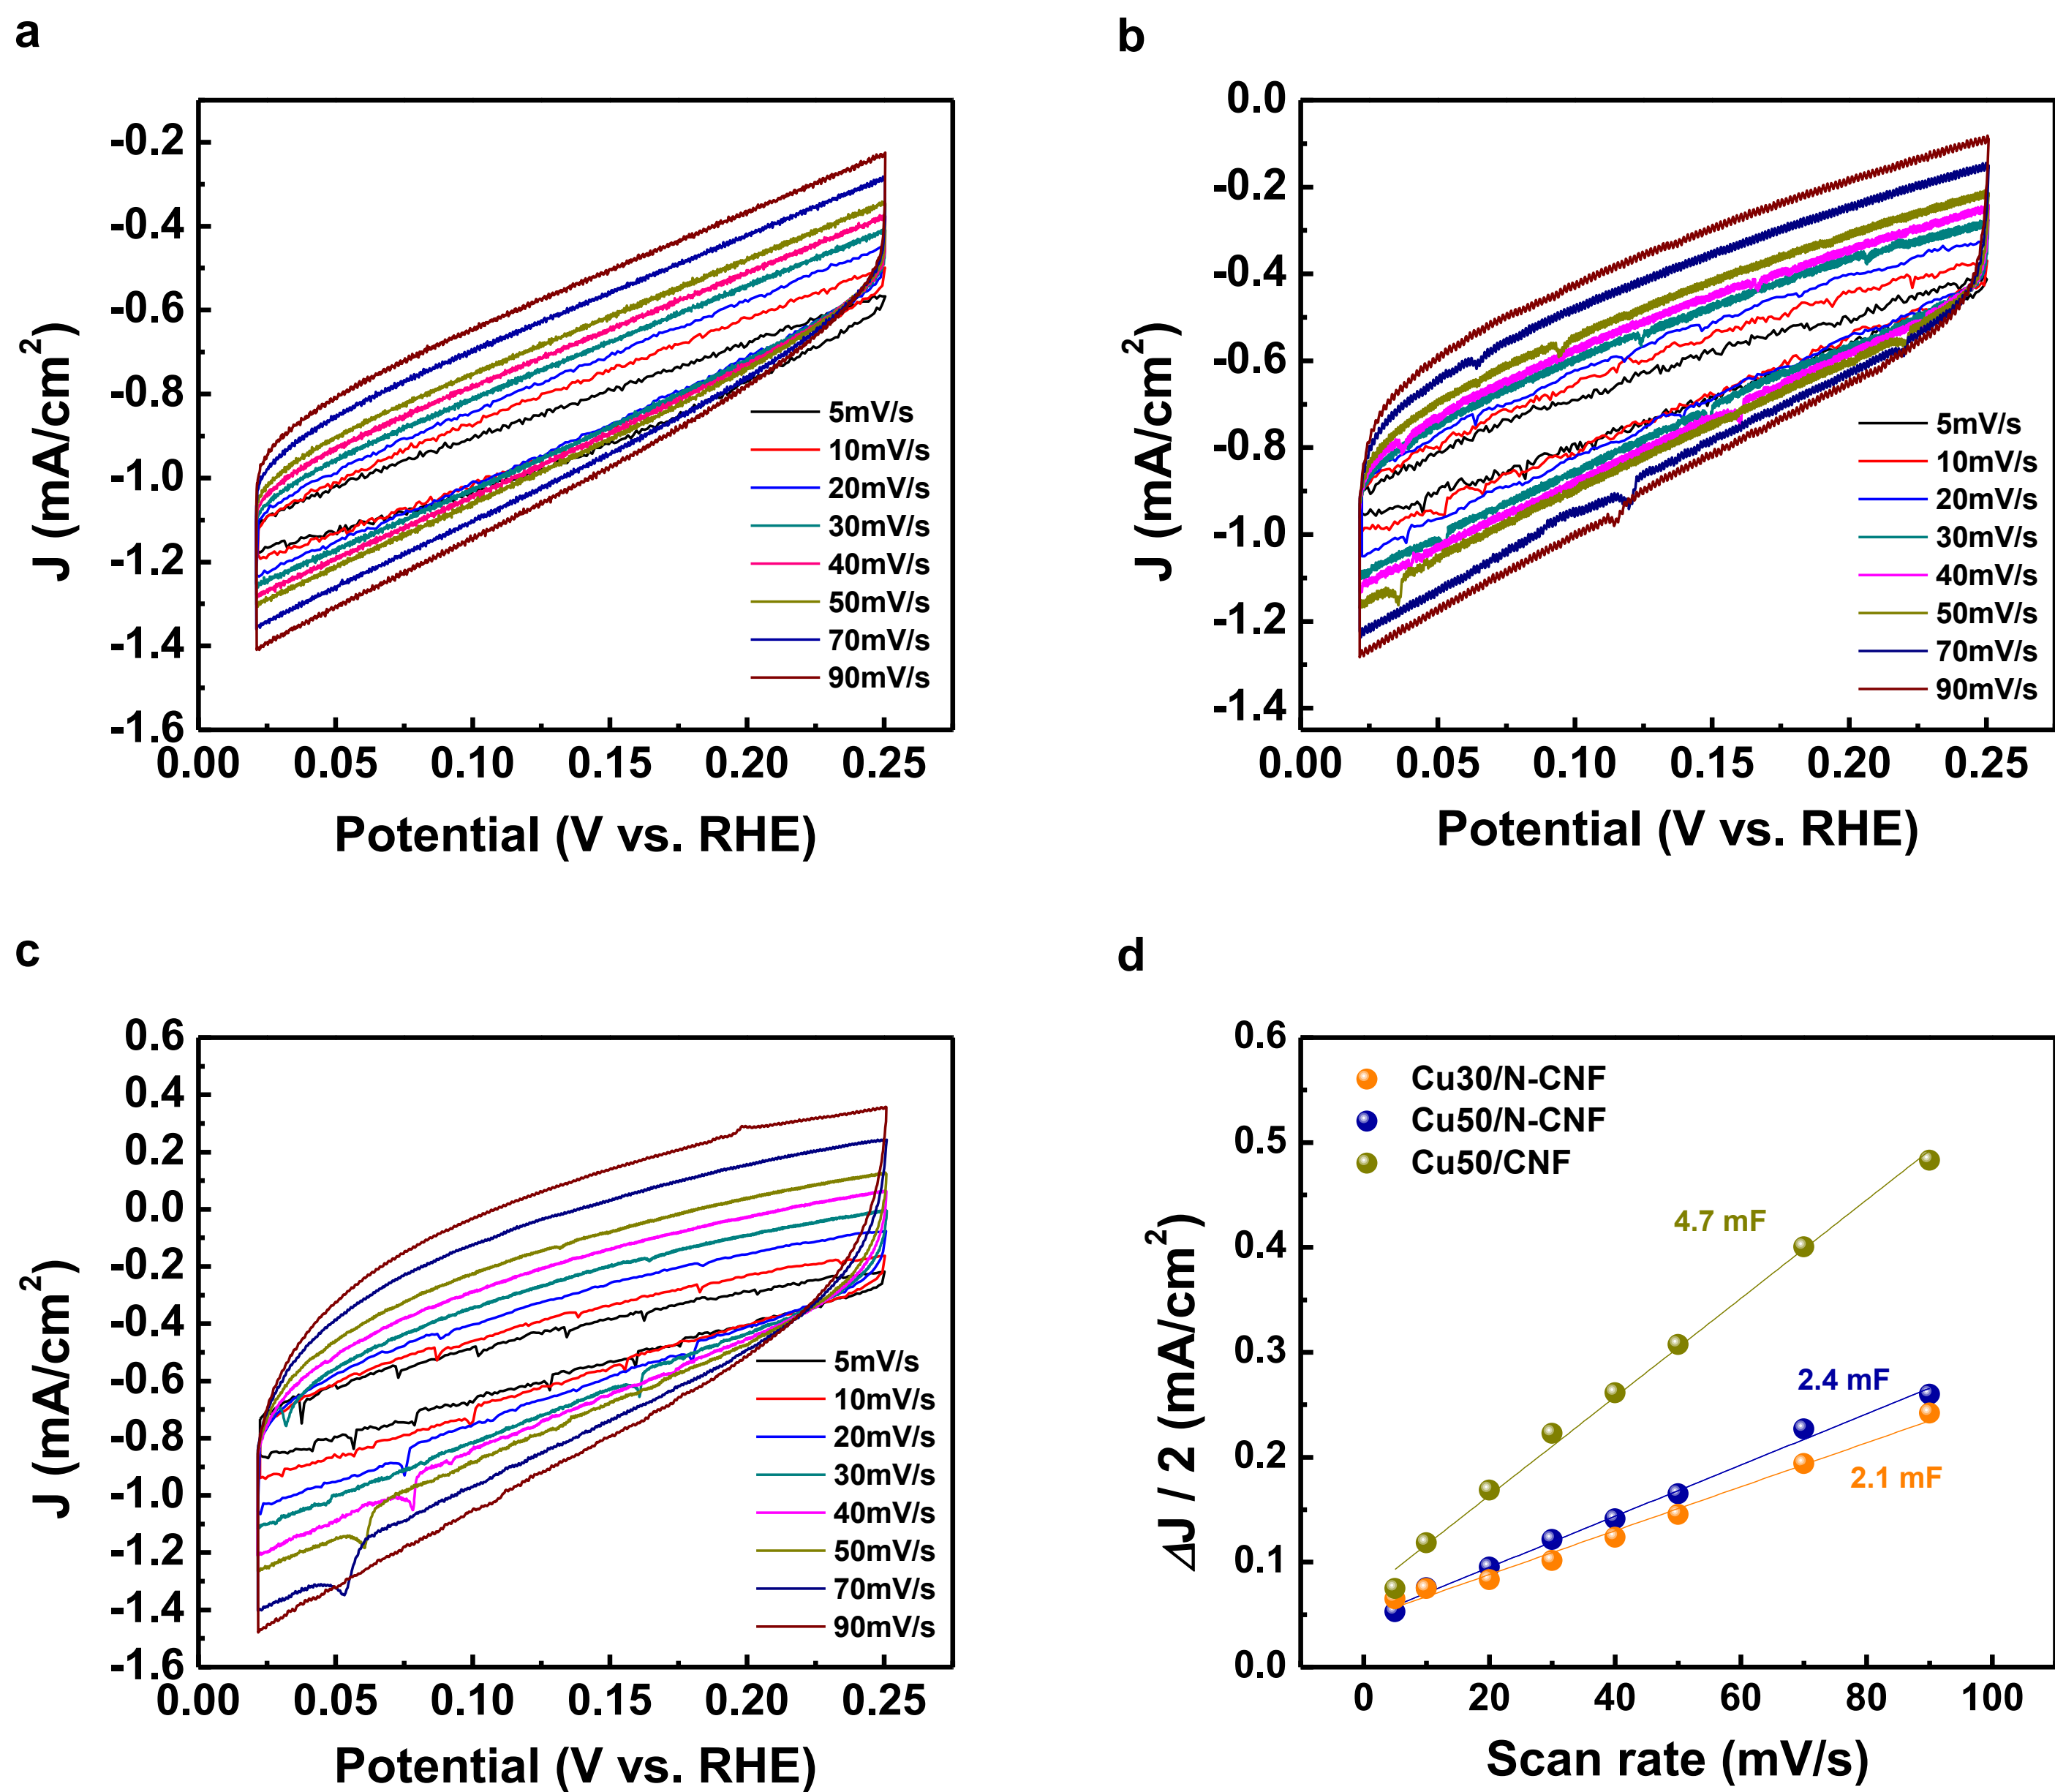 a
-0.2
-0.4
-0.6
-0.8
-1.0
-1.2
-1.4
-1.6
0.00 0.05 0.10 0.15 0.20 0.25
J (mA/cm²)
Potential (V vs. RHE)
5mV/s
10mV/s
20mV/s
30mV/s
40mV/s
50mV/s
70mV/s
90mV/s
b
0.0
-0.2
-0.4
-0.6
-0.8
-1.0
-1.2
-1.4
0.00 0.05 0.10 0.15 0.20 0.25
J (mA/cm²)
Potential (V vs. RHE)
5mV/s
10mV/s
20mV/s
30mV/s
40mV/s
50mV/s
70mV/s
90mV/s
c
0.6
0.4
0.2
0.0
-0.2
-0.4
-0.6
-0.8
-1.0
-1.2
-1.4
-1.6
0.00 0.05 0.10 0.15 0.20 0.25
J (mA/cm²)
Potential (V vs. RHE)
5mV/s
10mV/s
20mV/s
30mV/s
40mV/s
50mV/s
70mV/s
90mV/s
d
0.6
0.5
0.4
0.3
0.2
0.1
0.0
0 20 40 60 80 100
ΔJ / 2 (mA/cm²)
Scan rate (mV/s)
Cu30/N-CNF
Cu50/N-CNF
Cu50/CNF
4.7 mF
2.4 mF
2.1 mF